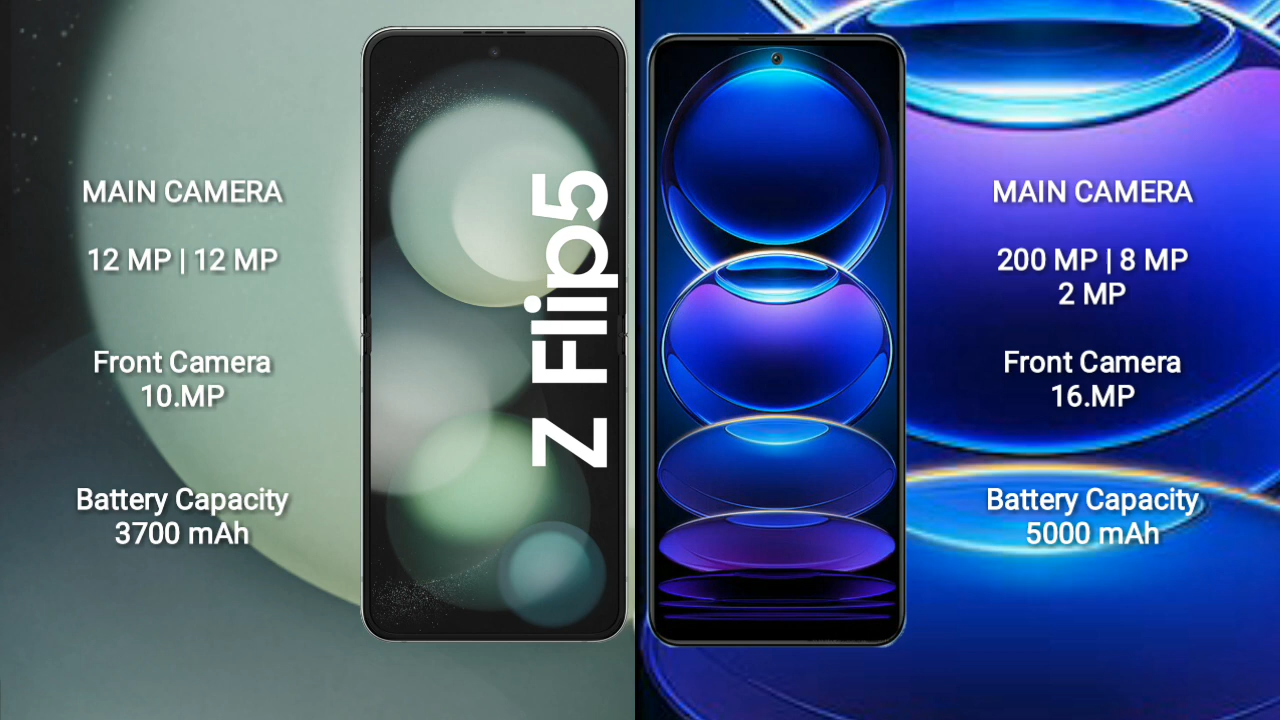 MAIN CAMERA
12 MP | 12 MP
Front Camera
10.MP
Battery Capacity
3700 mAh
Z Flip5
MAIN CAMERA
200 MP | 8 MP
2 MP
Front Camera
16.MP
Battery Capacity
5000 mAh